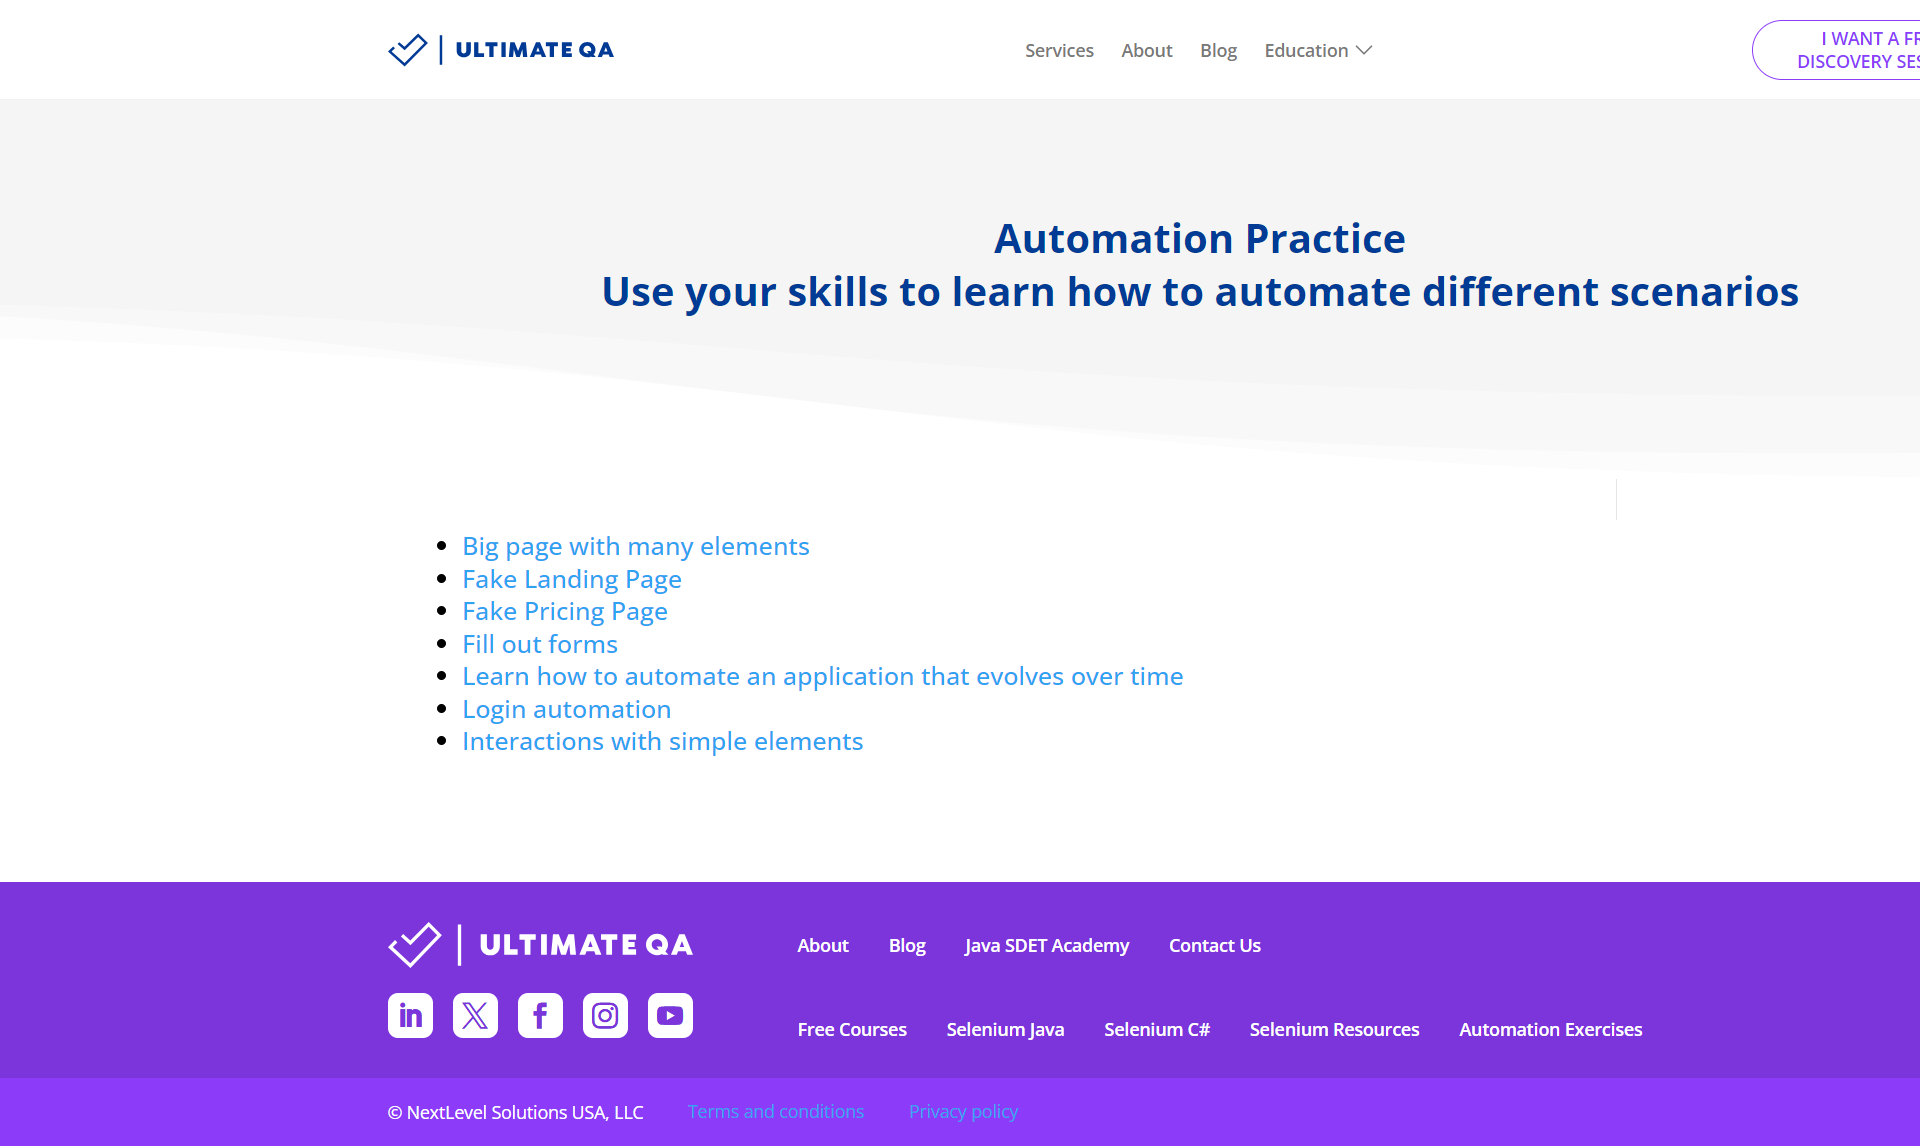 ULTIMATE QA
Services About Blog Education
I WANT A FR
DISCOVERY SES
Automation Practice
Use your skills to learn how to automate different scenarios
Big page with many elements
Fake Landing Page
Fake Pricing Page
Fill out forms
Learn how to automate an application that evolves over time
Login automation
Interactions with simple elements
ULTIMATE QA
About Blog Java SDET Academy Contact Us
Free Courses Selenium Java Selenium C# Selenium Resources Automation Exercises
© NextLevel Solutions USA, LLC Terms and conditions Privacy policy